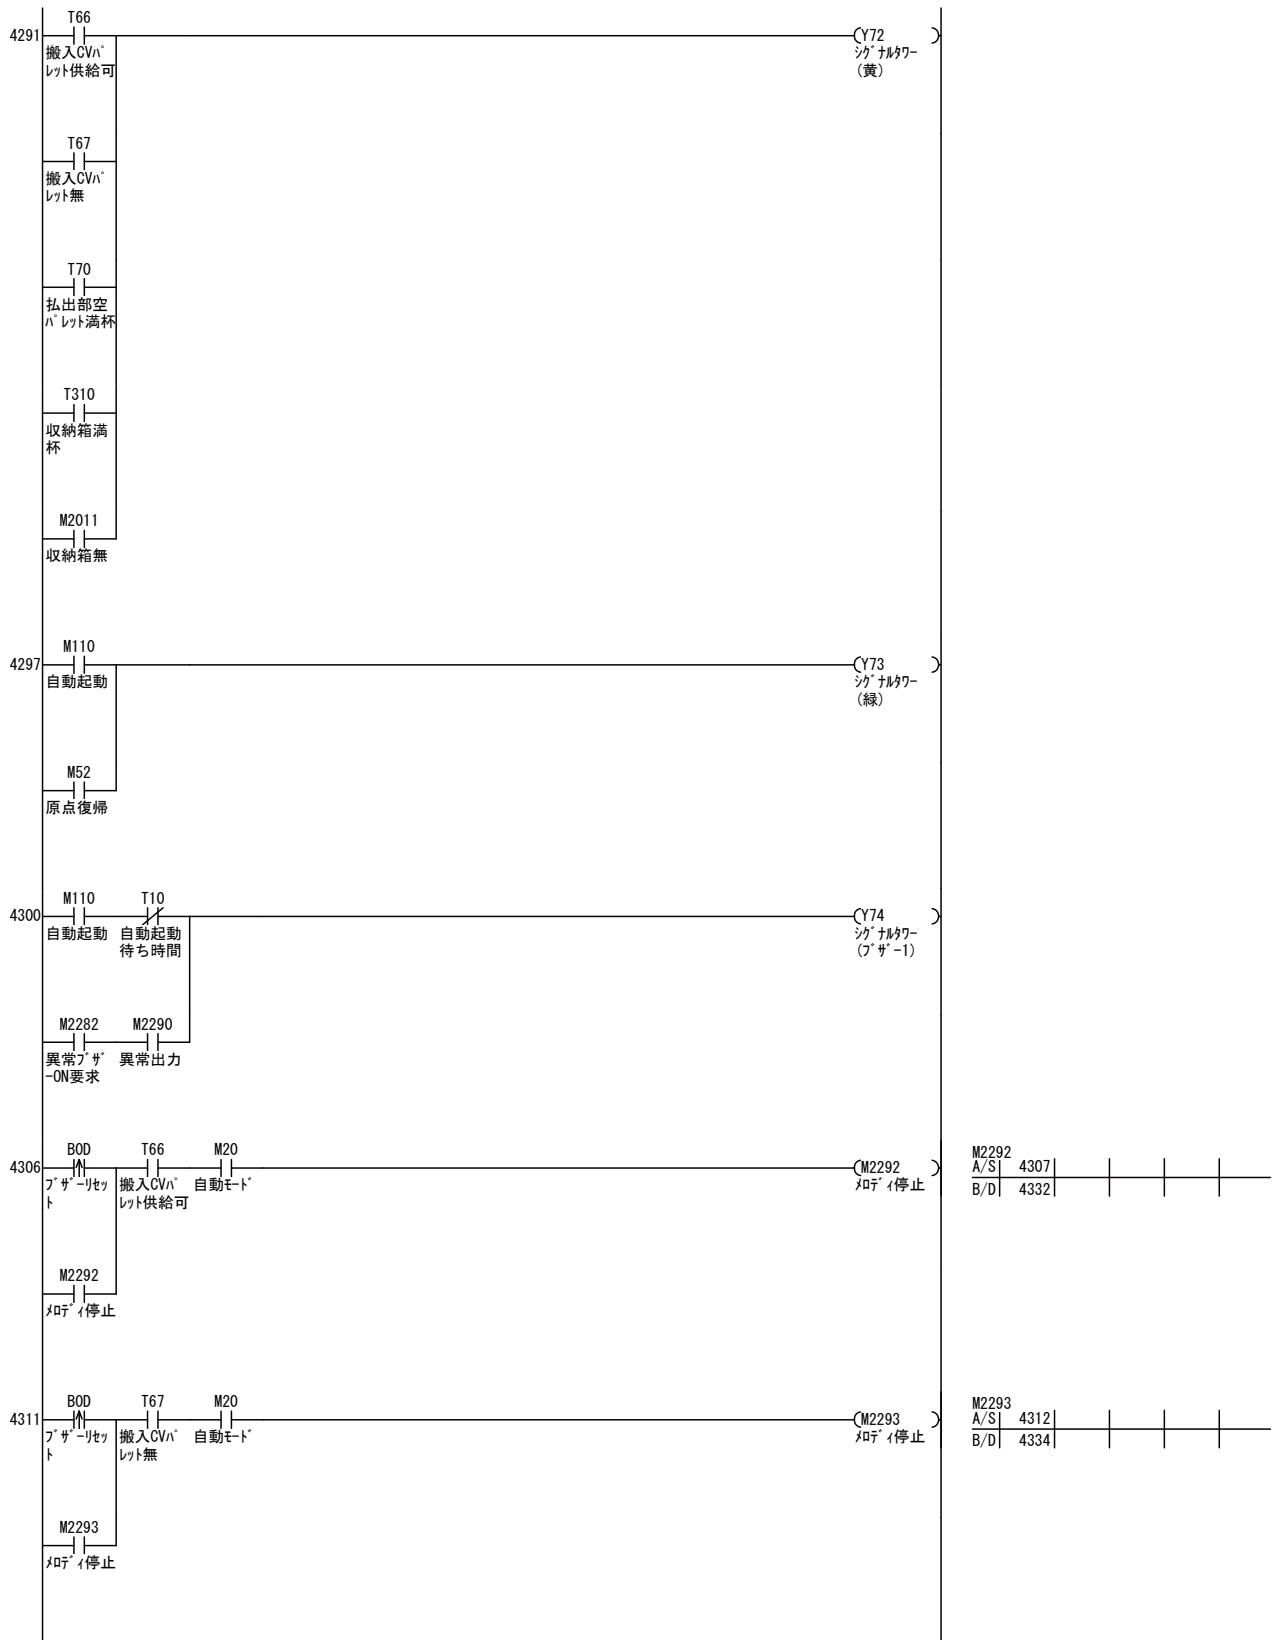 T66
4291
Y72
搬入CVﾊﾟ
ﾚｯﾄ供給可
ｼｸﾞﾅﾙﾀﾜｰ
(黄)
T67
搬入CVﾊﾟ
ﾚｯﾄ無
T70
払出部空
ﾊﾟﾚｯﾄ満杯
T310
収納箱満
杯
M2011
収納箱無
M110
4297
Y73
自動起動
ｼｸﾞﾅﾙﾀﾜｰ
(緑)
M52
原点復帰
M110 T10
4300
Y74
自動起動 自動起動
待ち時間
ｼｸﾞﾅﾙﾀﾜｰ
(ﾌﾞｻﾞｰ1)
M2282 M2290
異常ﾌﾞｻﾞ
ｰON要求
異常出力
B0D T66 M20
4306
M2292
ﾌﾞｻﾞｰﾘｾｯ
ﾄ
搬入CVﾊﾟ
ﾚｯﾄ供給可
自動ﾓｰﾄﾞ
ﾒﾛﾃﾞｨ停止
M2292
A/S 4307
B/D 4332
M2292
ﾒﾛﾃﾞｨ停止
B0D T67 M20
4311
M2293
ﾌﾞｻﾞｰﾘｾｯ
ﾄ
搬入CVﾊﾟ
ﾚｯﾄ無
自動ﾓｰﾄﾞ
ﾒﾛﾃﾞｨ停止
M2293
A/S 4312
B/D 4334
M2293
ﾒﾛﾃﾞｨ停止